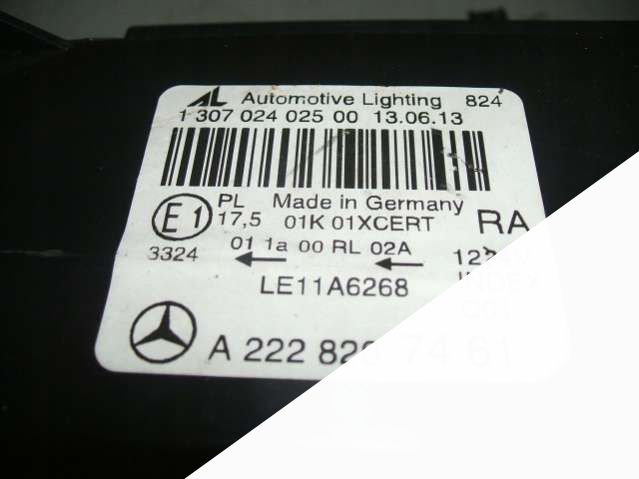 AL Automotive Lighting 824
1 307 024 025 00 13.06.13
E1 PL 17,5 Made in Germany
01K 01XCERT RA
3324 01 1a 00 RL 02A
LE11A6268
A 222